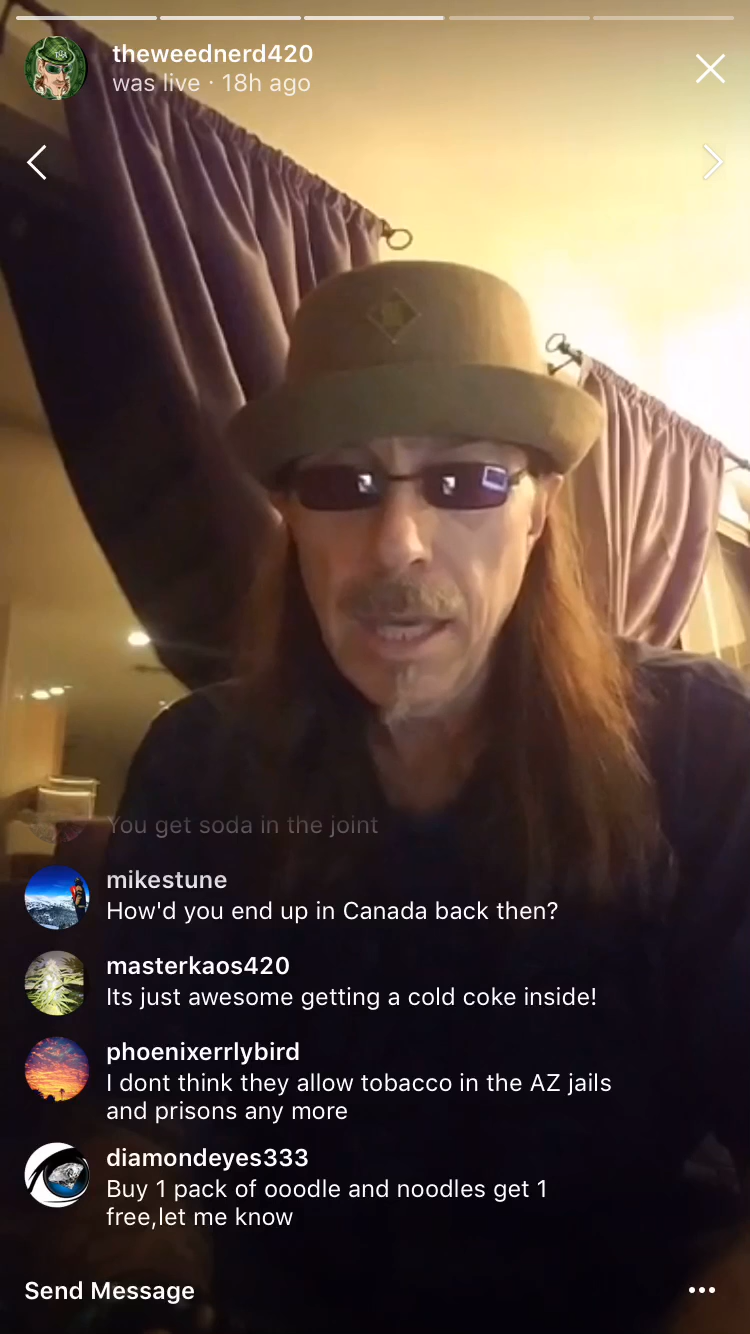 theweednerd420
was live · 18h ago
You get soda in the joint
mikestune
How'd you end up in Canada back then?
masterkaos420
Its just awesome getting a cold coke inside!
phoenixerrlybird
I dont think they allow tobacco in the AZ jails
and prisons any more
diamondeyes333
Buy 1 pack of ooodle and noodles get 1
free,let me know
Send Message